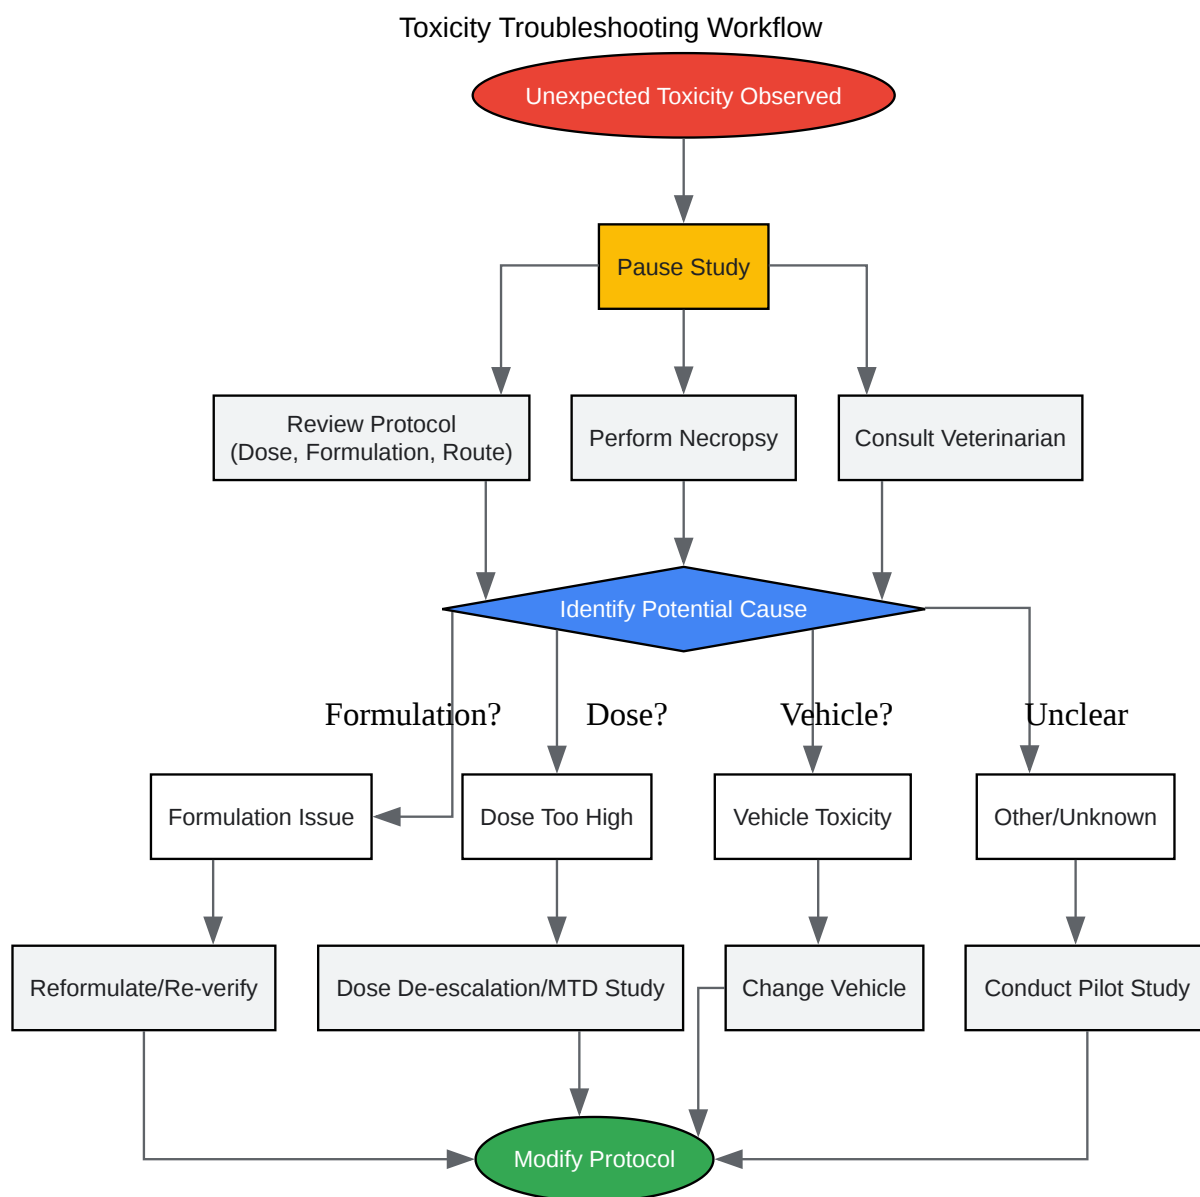 Toxicity Troubleshooting Workflow
Unexpected Toxicity Observed
Pause Study
Review Protocol
(Dose, Formulation, Route)
Perform Necropsy
Consult Veterinarian
Identify Potential Cause
Formulation?
Dose?
Vehicle?
Unclear
Formulation Issue
Dose Too High
Vehicle Toxicity
Other/Unknown
Reformulate/Re-verify
Dose De-escalation/MTD Study
Change Vehicle
Conduct Pilot Study
Modify Protocol